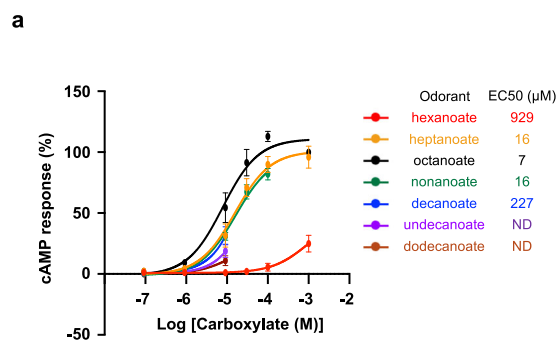 a
Odorant EC50 (µM)
hexanoate 929
heptanoate 16
octanoate 7
nonanoate 16
decanoate 227
undecanoate ND
dodecanoate ND
cAMP response (%)
150
100
50
0
-50
-7 -6 -5 -4 -3 -2
Log [Carboxylate (M)]